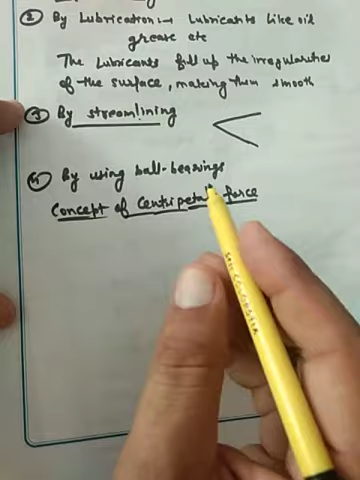 ② By Lubrication:→ Lubricants like oil
grease etc
The Lubricants fill up the irregularities
of the surface, making them smooth
③ By streamlining
④ By using ball-bearings
Concept of Centripetal force